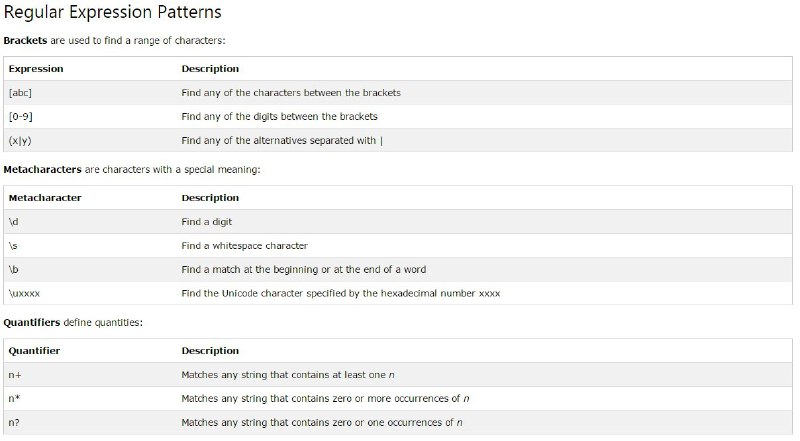 Regular Expression Patterns
Brackets are used to find a range of characters:
Expression Description
[abc] Find any of the characters between the brackets
[0-9] Find any of the digits between the brackets
(x|y) Find any of the alternatives separated with |
Metacharacters are characters with a special meaning:
Metacharacter Description
\d Find a digit
\s Find a whitespace character
\b Find a match at the beginning or at the end of a word
\uxxxx Find the Unicode character specified by the hexadecimal number xxxx
Quantifiers define quantities:
Quantifier Description
n+ Matches any string that contains at least one n
n* Matches any string that contains zero or more occurrences of n
n? Matches any string that contains zero or one occurrences of n